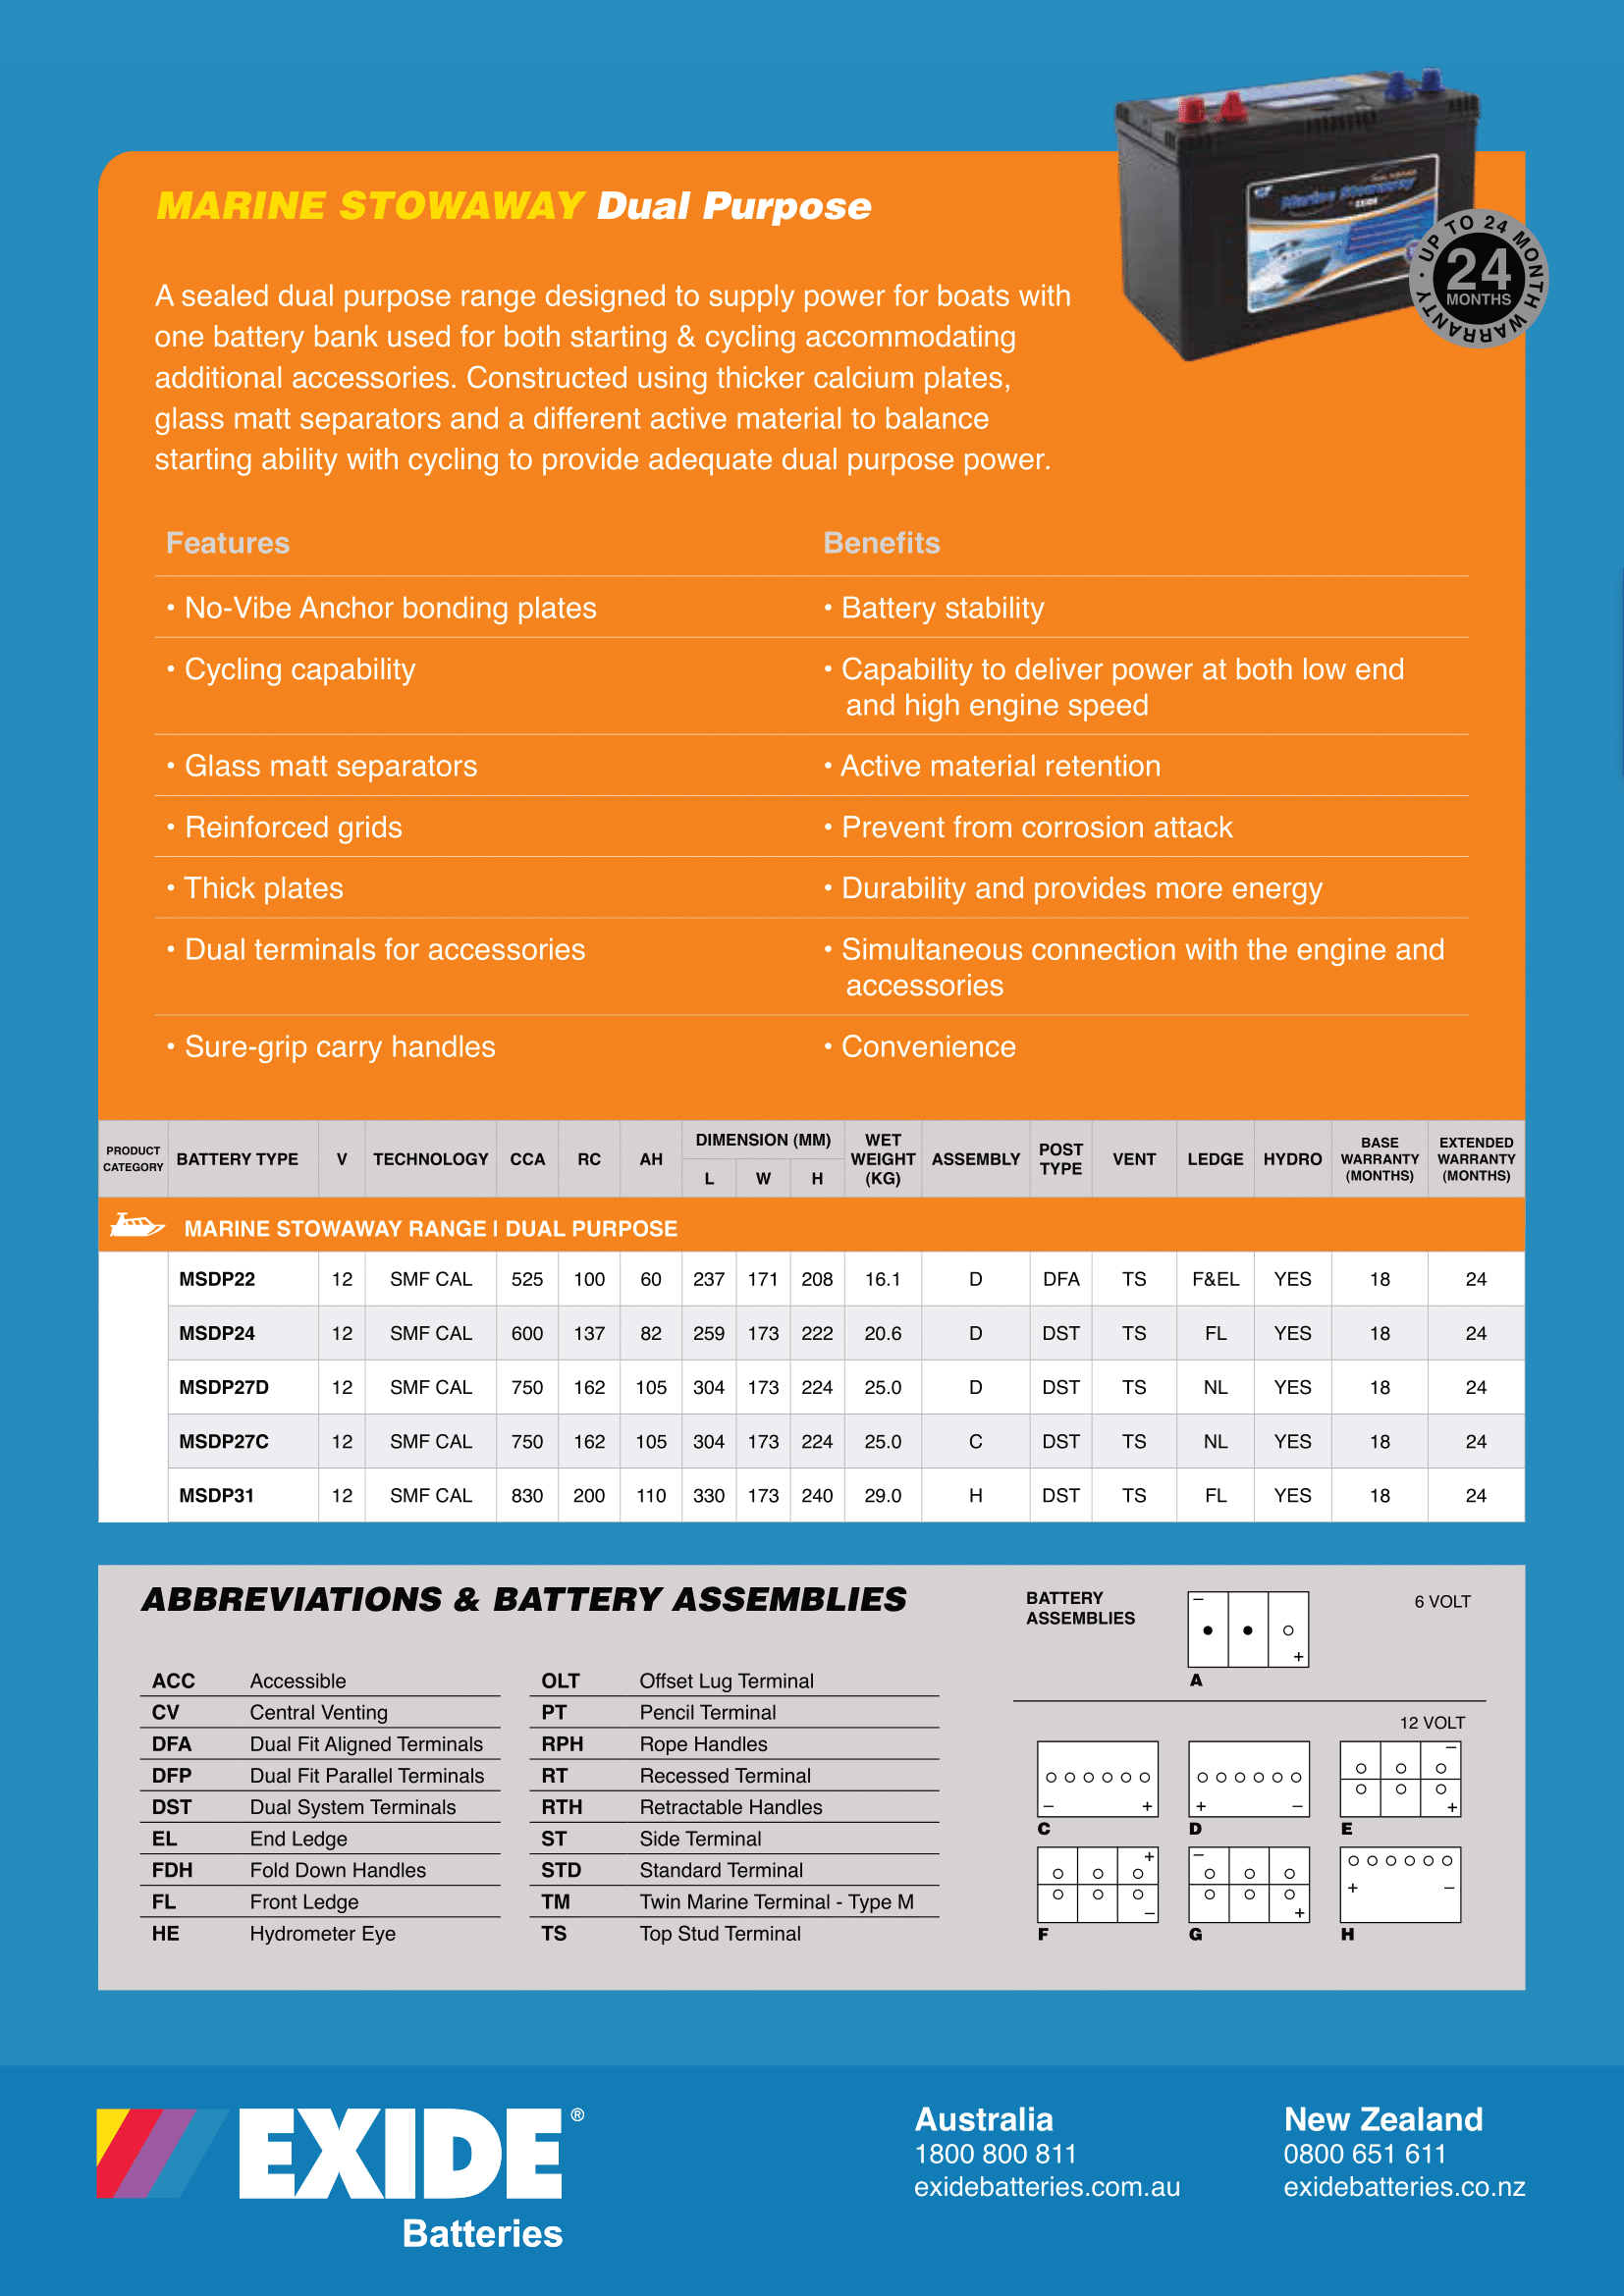 MARINE STOWAWAY Dual Purpose
Marine Stowaway
EXIDE
· UP TO 24 MONTH WARRANTY
24
MONTHS
A sealed dual purpose range designed to supply power for boats with
one battery bank used for both starting & cycling accommodating
additional accessories. Constructed using thicker calcium plates,
glass matt separators and a different active material to balance
starting ability with cycling to provide adequate dual purpose power.
Features Benefits
• No-Vibe Anchor bonding plates • Battery stability
• Cycling capability • Capability to deliver power at both low end
and high engine speed
• Glass matt separators • Active material retention
• Reinforced grids • Prevent from corrosion attack
• Thick plates • Durability and provides more energy
• Dual terminals for accessories • Simultaneous connection with the engine and
accessories
• Sure-grip carry handles • Convenience
PRODUCT CATEGORY BATTERY TYPE V TECHNOLOGY CCA RC AH DIMENSION (MM) L W H WET WEIGHT (KG) ASSEMBLY POST TYPE VENT LEDGE HYDRO BASE WARRANTY (MONTHS) EXTENDED WARRANTY (MONTHS)
MARINE STOWAWAY RANGE | DUAL PURPOSE
MSDP22 12 SMF CAL 525 100 60 237 171 208 16.1 D DFA TS F&EL YES 18 24
MSDP24 12 SMF CAL 600 137 82 259 173 222 20.6 D DST TS FL YES 18 24
MSDP27D 12 SMF CAL 750 162 105 304 173 224 25.0 D DST TS NL YES 18 24
MSDP27C 12 SMF CAL 750 162 105 304 173 224 25.0 C DST TS NL YES 18 24
MSDP31 12 SMF CAL 830 200 110 330 173 240 29.0 H DST TS FL YES 18 24
ABBREVIATIONS & BATTERY ASSEMBLIES
ACC Accessible
CV Central Venting
DFA Dual Fit Aligned Terminals
DFP Dual Fit Parallel Terminals
DST Dual System Terminals
EL End Ledge
FDH Fold Down Handles
FL Front Ledge
HE Hydrometer Eye
OLT Offset Lug Terminal
PT Pencil Terminal
RPH Rope Handles
RT Recessed Terminal
RTH Retractable Handles
ST Side Terminal
STD Standard Terminal
TM Twin Marine Terminal - Type M
TS Top Stud Terminal
BATTERY
ASSEMBLIES
6 VOLT
− +
A
12 VOLT
− + + − − +
C D E
+ − − + + −
F G H
EXIDE®
Batteries
Australia
1800 800 811
exidebatteries.com.au
New Zealand
0800 651 611
exidebatteries.co.nz